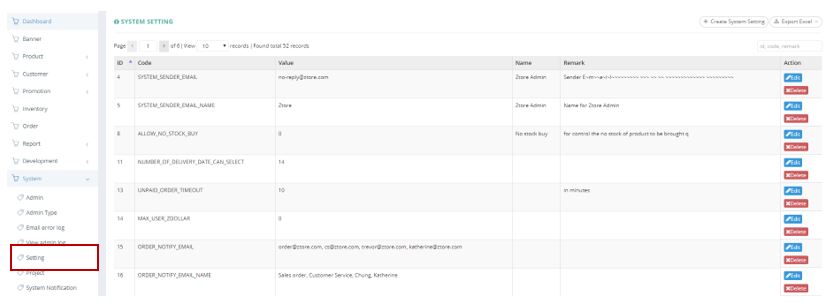 Dashboard
Banner
Product
Customer
Promotion
Inventory
Order
Report
Development
System
Admin
Admin Type
Email error log
View admin log
Setting
Project
System Notification
SYSTEM SETTING
+ Create System Setting
Export Excel
Page 1 of 6 | View 10 records | Found total 52 records
id, code, remark
ID Code Value Name Remark Action
4 SYSTEM_SENDER_EMAIL no-reply@ztore.com Ztore Admin Edit
Delete
5 SYSTEM_SENDER_EMAIL_NAME Ztore Ztore Admin Name for Ztore Admin Edit
Delete
8 ALLOW_NO_STOCK_BUY 0 No stock buy for control the no stock of product to be brought q Edit
Delete
11 NUMBER_OF_DELIVERY_DATE_CAN_SELECT 14 Edit
Delete
13 UNPAID_ORDER_TIMEOUT 10 in minutes Edit
Delete
14 MAX_USER_ZDOLLAR 0 Edit
Delete
15 ORDER_NOTIFY_EMAIL order@ztore.com, cs@ztore.com, trevor@ztore.com, katherine@ztore.com Edit
Delete
16 ORDER_NOTIFY_EMAIL_NAME Sales order, Customer Service, Chung, Katherine Edit
Delete